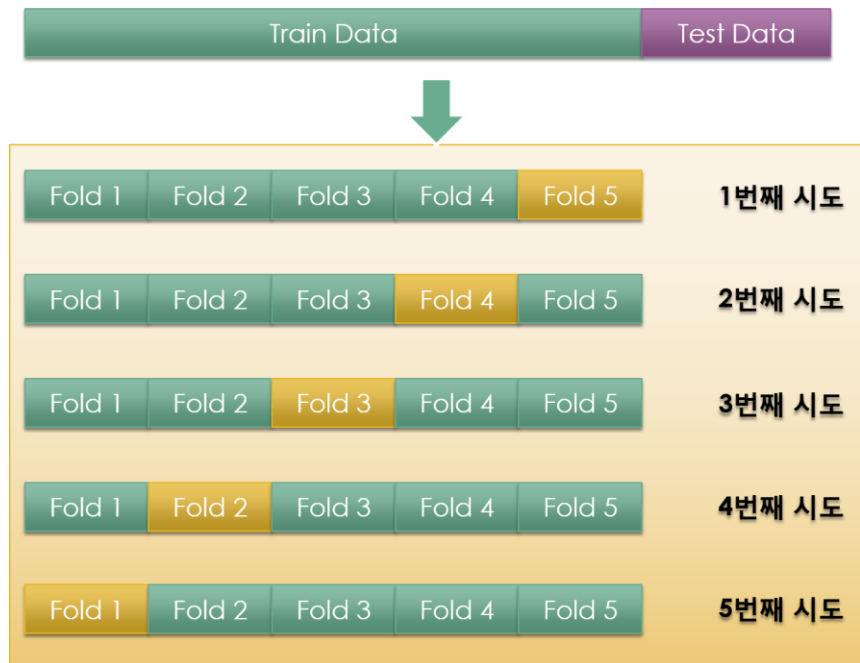 Train Data Test Data
Fold 1 Fold 2 Fold 3 Fold 4 Fold 5 1번째 시도
Fold 1 Fold 2 Fold 3 Fold 4 Fold 5 2번째 시도
Fold 1 Fold 2 Fold 3 Fold 4 Fold 5 3번째 시도
Fold 1 Fold 2 Fold 3 Fold 4 Fold 5 4번째 시도
Fold 1 Fold 2 Fold 3 Fold 4 Fold 5 5번째 시도